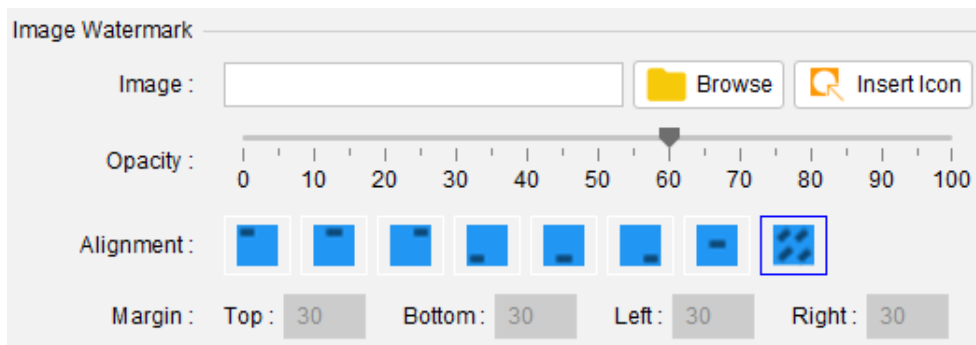 Image Watermark
Image : Browse Insert Icon
Opacity :
0 10 20 30 40 50 60 70 80 90 100
Alignment :
Margin : Top : 30 Bottom : 30 Left : 30 Right : 30